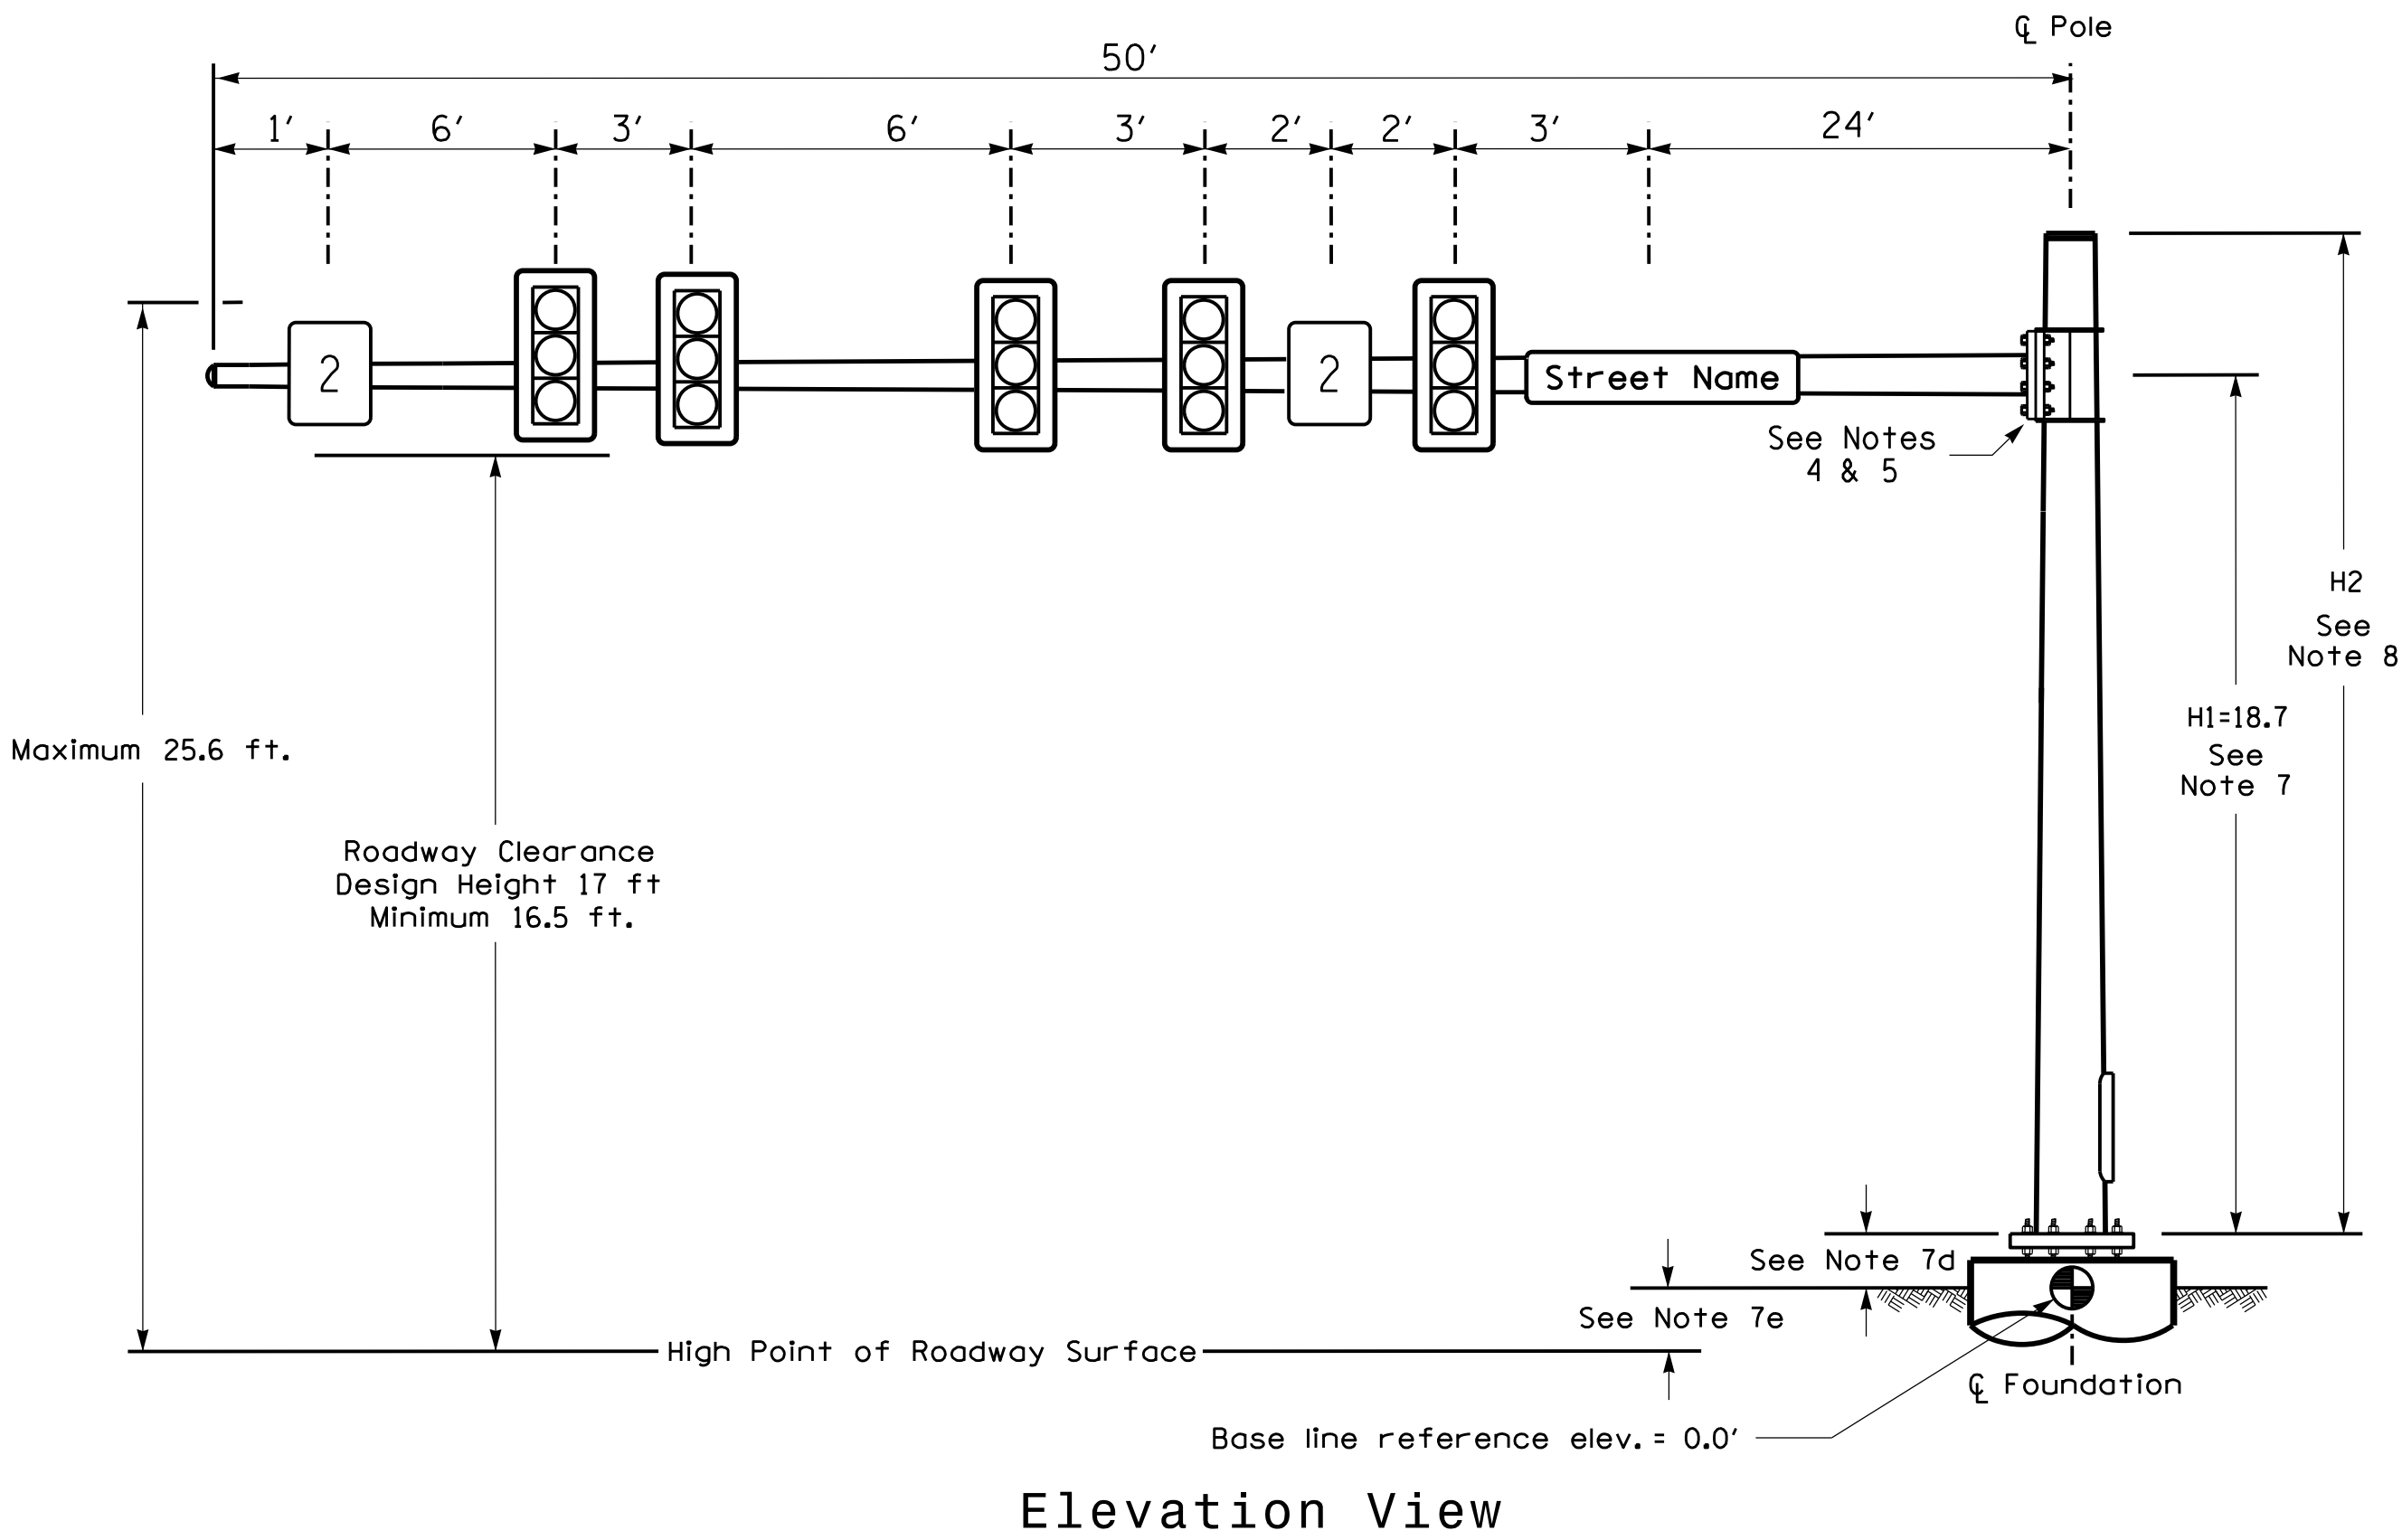 ℄ Pole
50'
1' 6' 3' 6' 3' 2' 2' 3' 24'
2
2
Street Name
See Notes
4 & 5
H2
See
Note 8
H1=18.7
See
Note 7
Maximum 25.6 ft.
Roadway Clearance
Design Height 17 ft
Minimum 16.5 ft.
See Note 7d
See Note 7e
High Point of Roadway Surface
℄ Foundation
Base line reference elev. = 0.0'
Elevation View